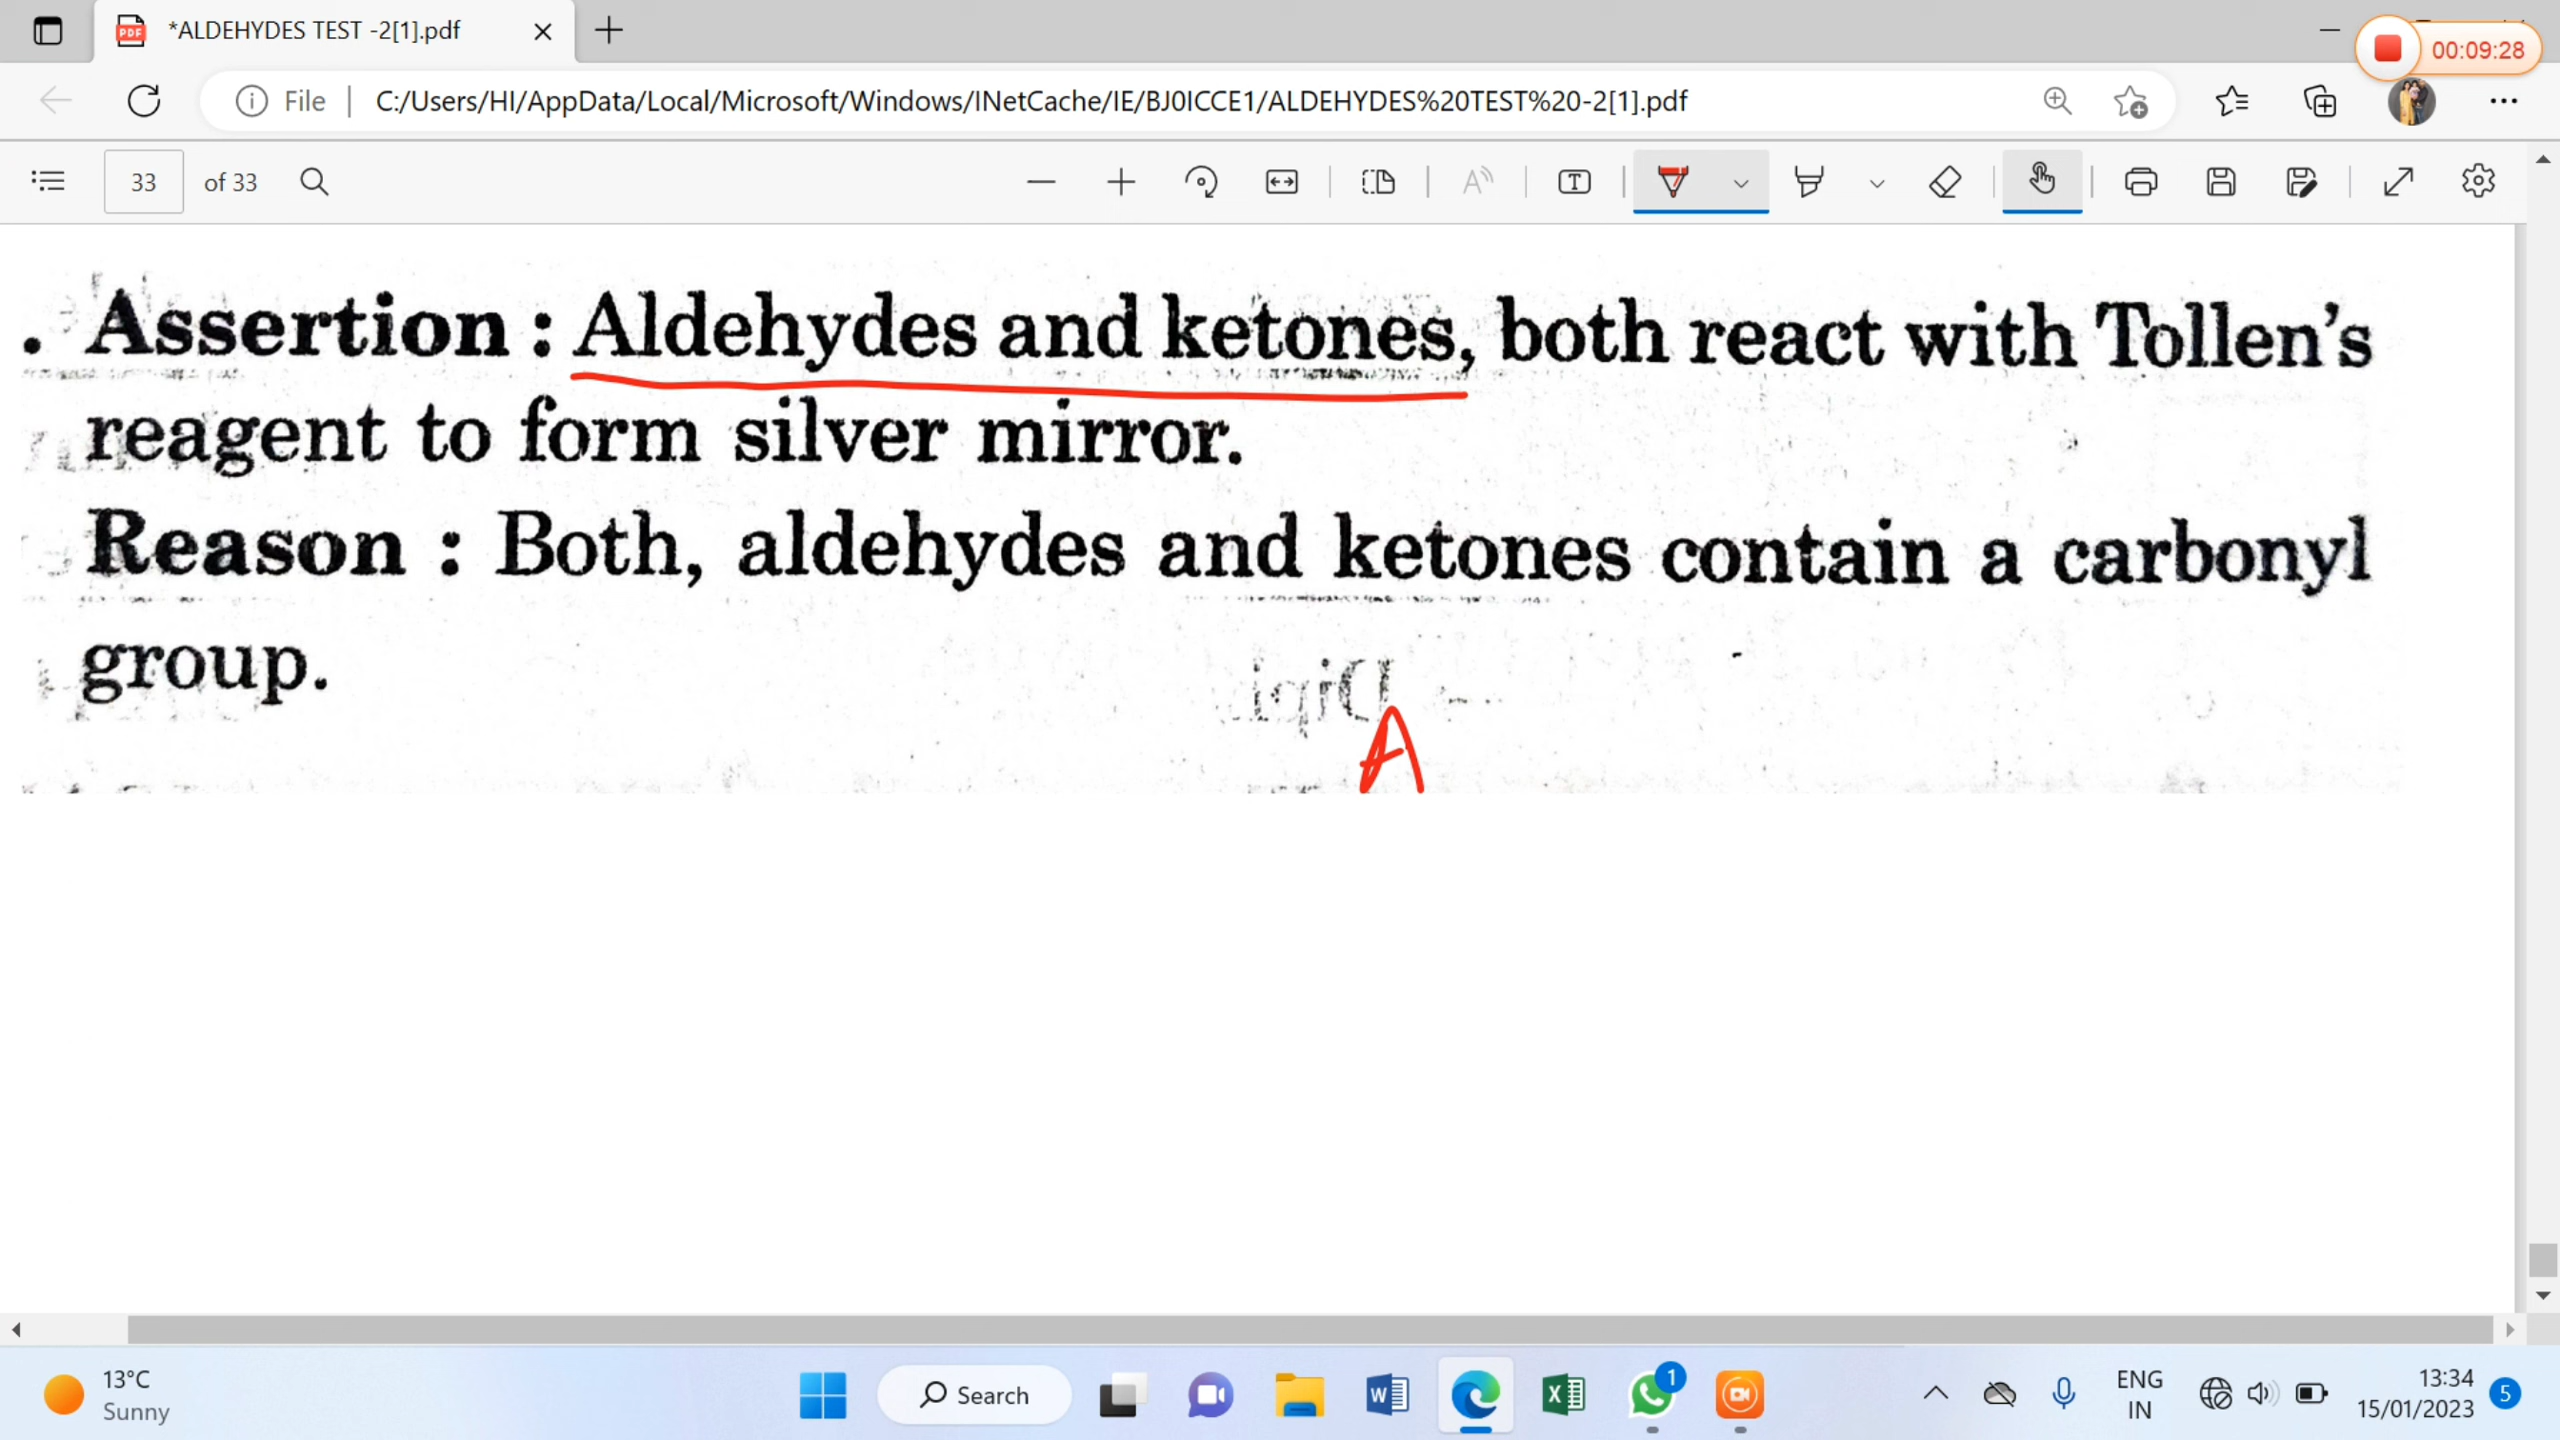 *ALDEHYDES TEST -2[1].pdf
00:09:28
File
C:/Users/HI/AppData/Local/Microsoft/Windows/INetCache/IE/BJ0ICCE1/ALDEHYDES%20TEST%20-2[1].pdf
33 of 33
. Assertion : Aldehydes and ketones, both react with Tollen's
reagent to form silver mirror.
Reason : Both, aldehydes and ketones contain a carbonyl
group.
A
13°C
Sunny
Search
1
ENG
IN
13:34
15/01/2023
5